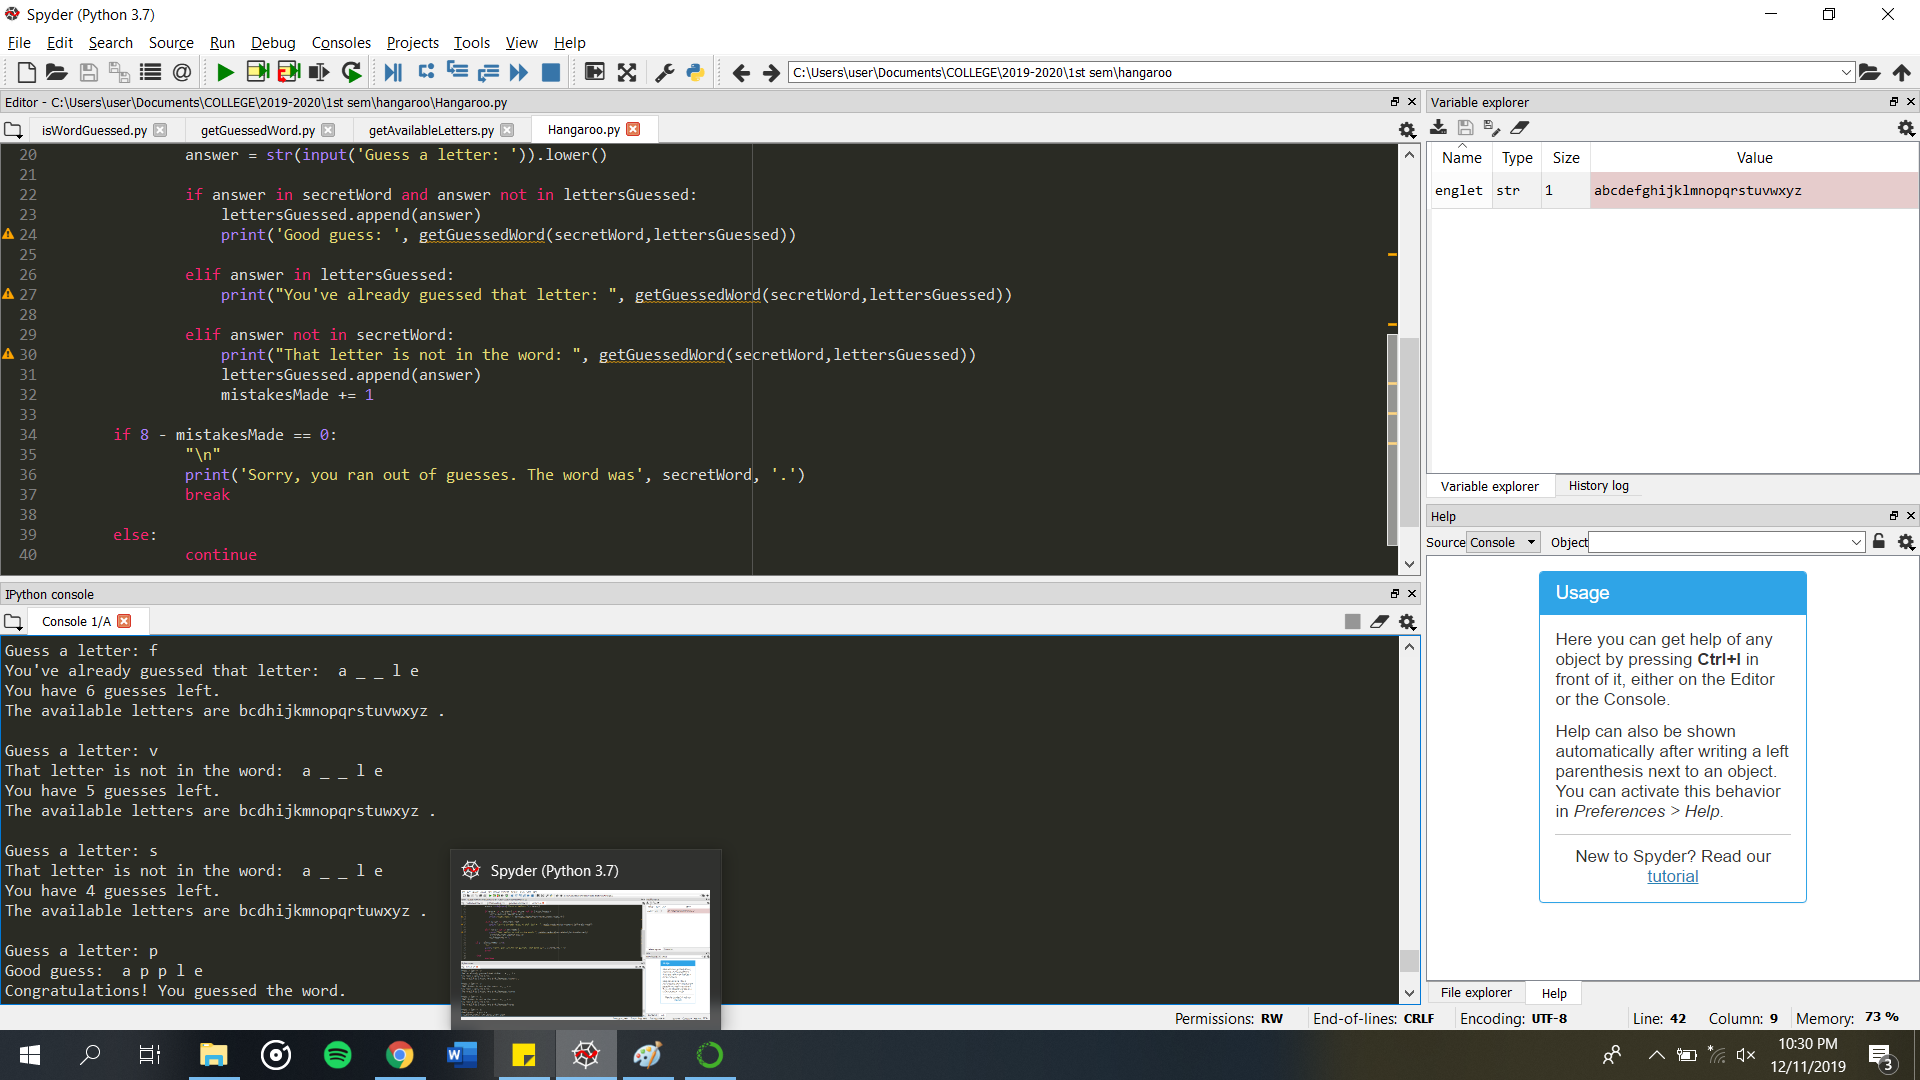 Spyder (Python 3.7)
File Edit Search Source Run Debug Consoles Projects Tools View Help
C:\Users\user\Documents\COLLEGE\2019-2020\1st sem\hangaroo
Editor - C:\Users\user\Documents\COLLEGE\2019-2020\1st sem\hangaroo\Hangaroo.py
isWordGuessed.py getGuessedWord.py getAvailableLetters.py Hangaroo.py
20 answer = str(input('Guess a letter: ')).lower()
21
22 if answer in secretWord and answer not in lettersGuessed:
23 lettersGuessed.append(answer)
24 print('Good guess: ', getGuessedWord(secretWord,lettersGuessed))
25
26 elif answer in lettersGuessed:
27 print("You've already guessed that letter: ", getGuessedWord(secretWord,lettersGuessed))
28
29 elif answer not in secretWord:
30 print("That letter is not in the word: ", getGuessedWord(secretWord,lettersGuessed))
31 lettersGuessed.append(answer)
32 mistakesMade += 1
33
34 if 8 - mistakesMade == 0:
35 "\n"
36 print('Sorry, you ran out of guesses. The word was', secretWord, '.')
37 break
38
39 else:
40 continue
IPython console
Console 1/A
Guess a letter: f
You've already guessed that letter:  a _ _ l e
You have 6 guesses left.
The available letters are bcdhijkmnopqrstuvwxyz .
Guess a letter: v
That letter is not in the word:  a _ _ l e
You have 5 guesses left.
The available letters are bcdhijkmnopqrstuwxyz .
Guess a letter: s
That letter is not in the word:  a _ _ l e
You have 4 guesses left.
The available letters are bcdhijkmnopqrtuwxyz .
Guess a letter: p
Good guess:  a p p l e
Congratulations! You guessed the word.
Spyder (Python 3.7)
Variable explorer
Name Type Size Value
englet str 1 abcdefghijklmnopqrstuvwxyz
Variable explorer History log
Help
Source Console Object
Usage
Here you can get help of any
object by pressing Ctrl+I in
front of it, either on the Editor
or the Console.
Help can also be shown
automatically after writing a left
parenthesis next to an object.
You can activate this behavior
in Preferences > Help.
New to Spyder? Read our
tutorial
File explorer Help
Permissions: RW End-of-lines: CRLF Encoding: UTF-8 Line: 42 Column: 9 Memory: 73 %
10:30 PM
12/11/2019
3